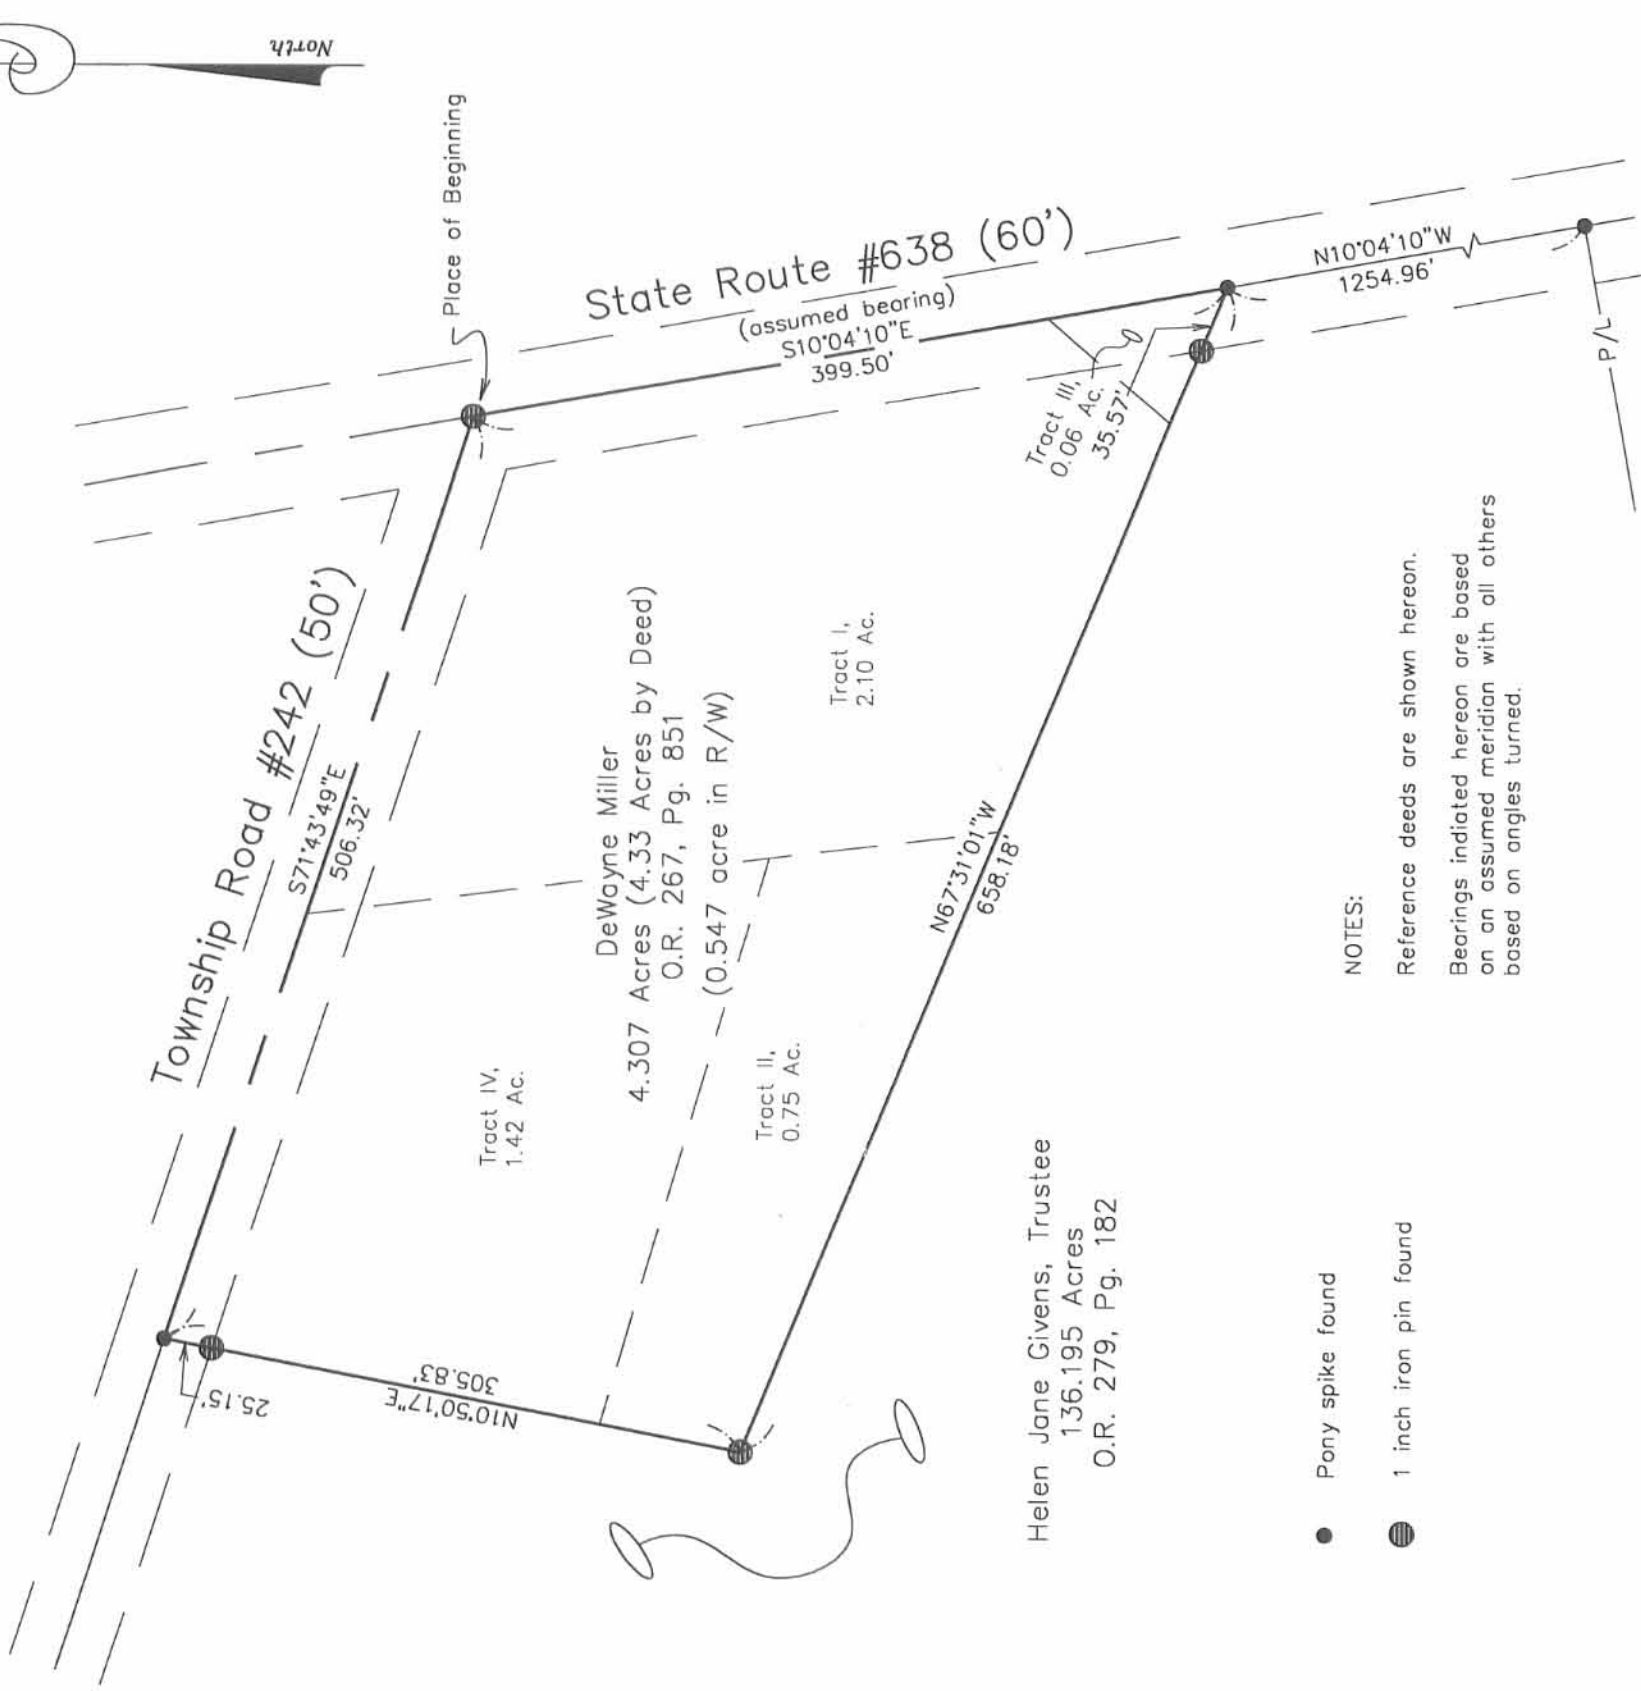 North
Place of Beginning
State Route #638 (60')
(assumed bearing)
S10°04'10"E
399.50'
N10°04'10"W
1254.96'
P/L
Tract III,
0.06 Ac.
35.57'
Township Road #242 (50')
S71°43'49"E
506.32'
DeWayne Miller
4.307 Acres (4.33 Acres by Deed)
O.R. 267, Pg. 851
(0.547 acre in R/W)
Tract I,
2.10 Ac.
Tract IV,
1.42 Ac.
Tract II,
0.75 Ac.
N67°31'01"W
658.18'
25.15'
305.83'
N10°50'17"E
Helen Jane Givens, Trustee
136.195 Acres
O.R. 279, Pg. 182
NOTES:
Reference deeds are shown hereon.
Bearings indiated hereon are based
on an assumed meridian with all others
based on angles turned.
Pony spike found
1 inch iron pin found